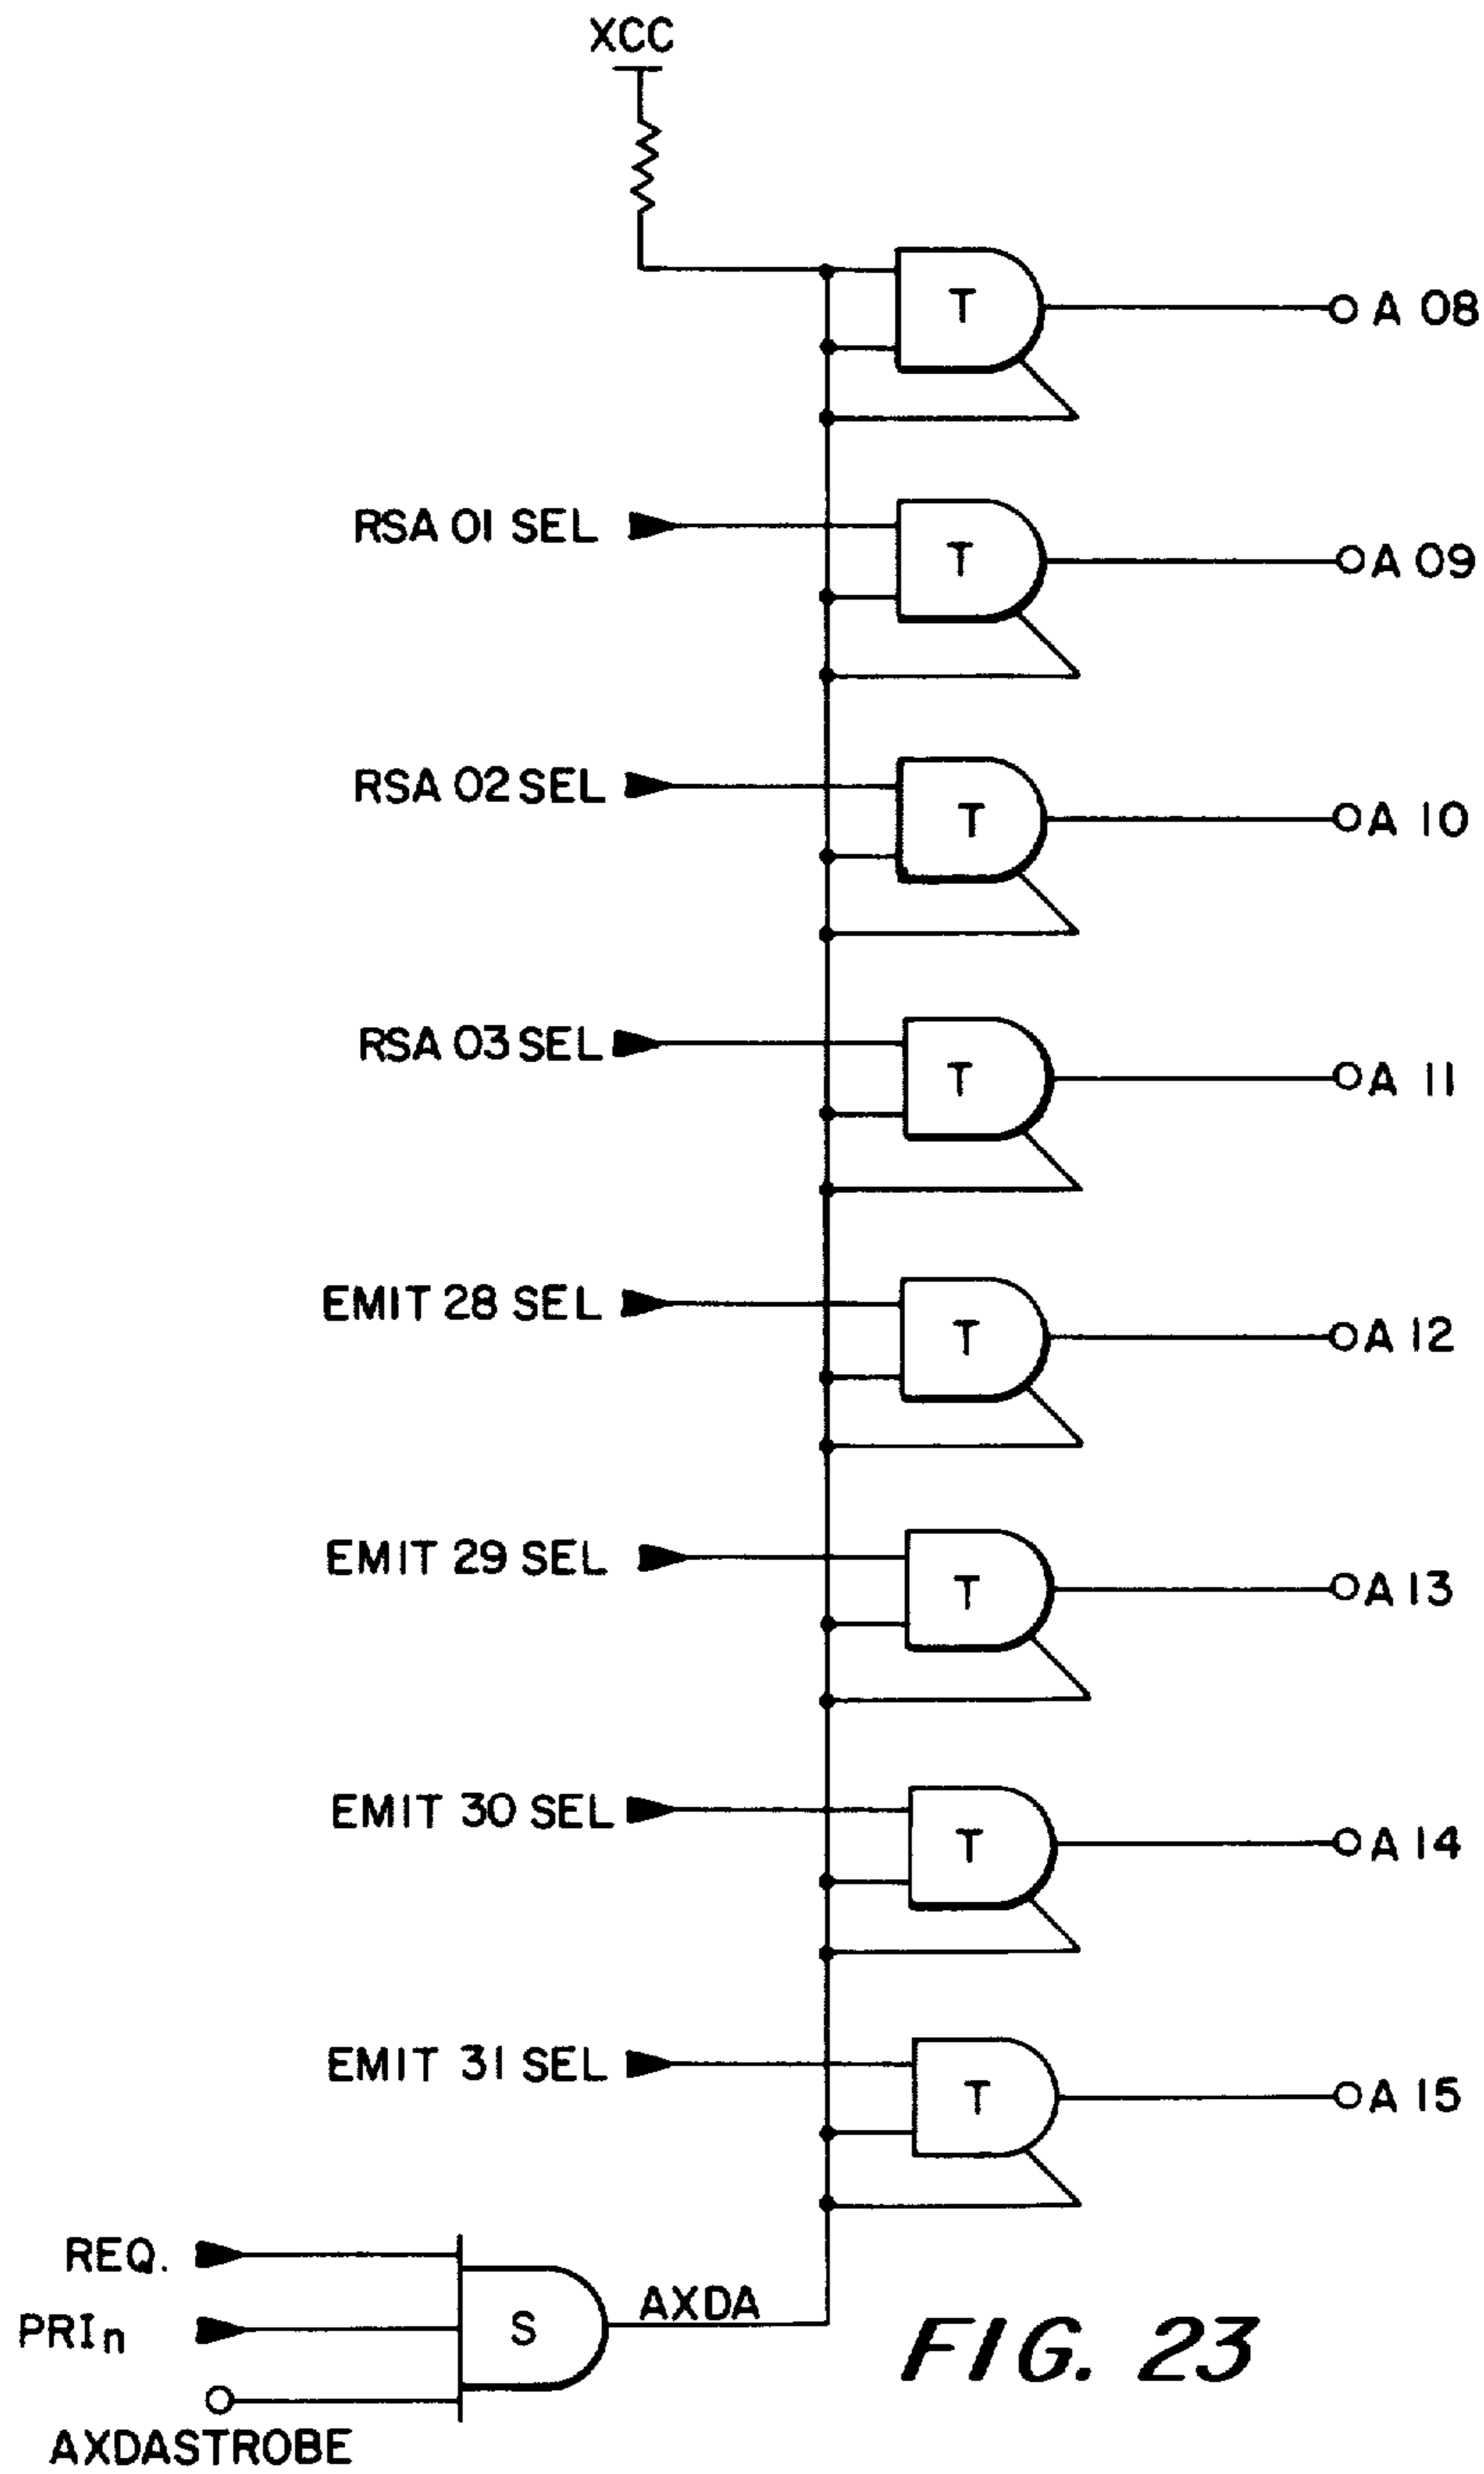 XCC
T
A 08
RSA 01 SEL
T
A 09
RSA 02 SEL
T
A 10
RSA 03 SEL
T
A 11
EMIT 28 SEL
T
A 12
EMIT 29 SEL
T
A 13
EMIT 30 SEL
T
A 14
EMIT 31 SEL
T
A 15
REQ.
PRIn
S
AXDA
AXDASTROBE
FIG. 23